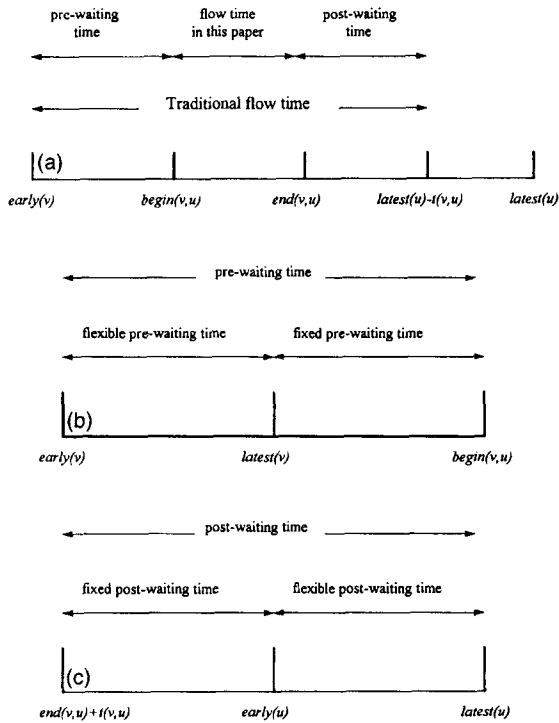 pre-waiting flow time post-waiting
time in this paper time
Traditional flow time
(a)
early(v) begin(v,u) end(v,u) latest(u)-t(v,u) latest(u)
pre-waiting time
flexible pre-waiting time fixed pre-waiting time
(b)
early(v) latest(v) begin(v,u)
post-waiting time
fixed post-waiting time flexible post-waiting time
(c)
end(v,u)+t(v,u) early(u) latest(u)